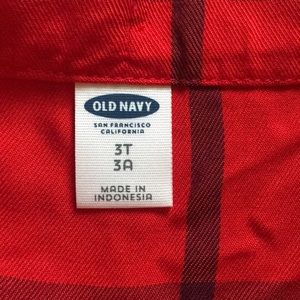 OLD NAVY
SAN FRANCISCO
CALIFORNIA
3T
3A
MADE IN
INDONESIA